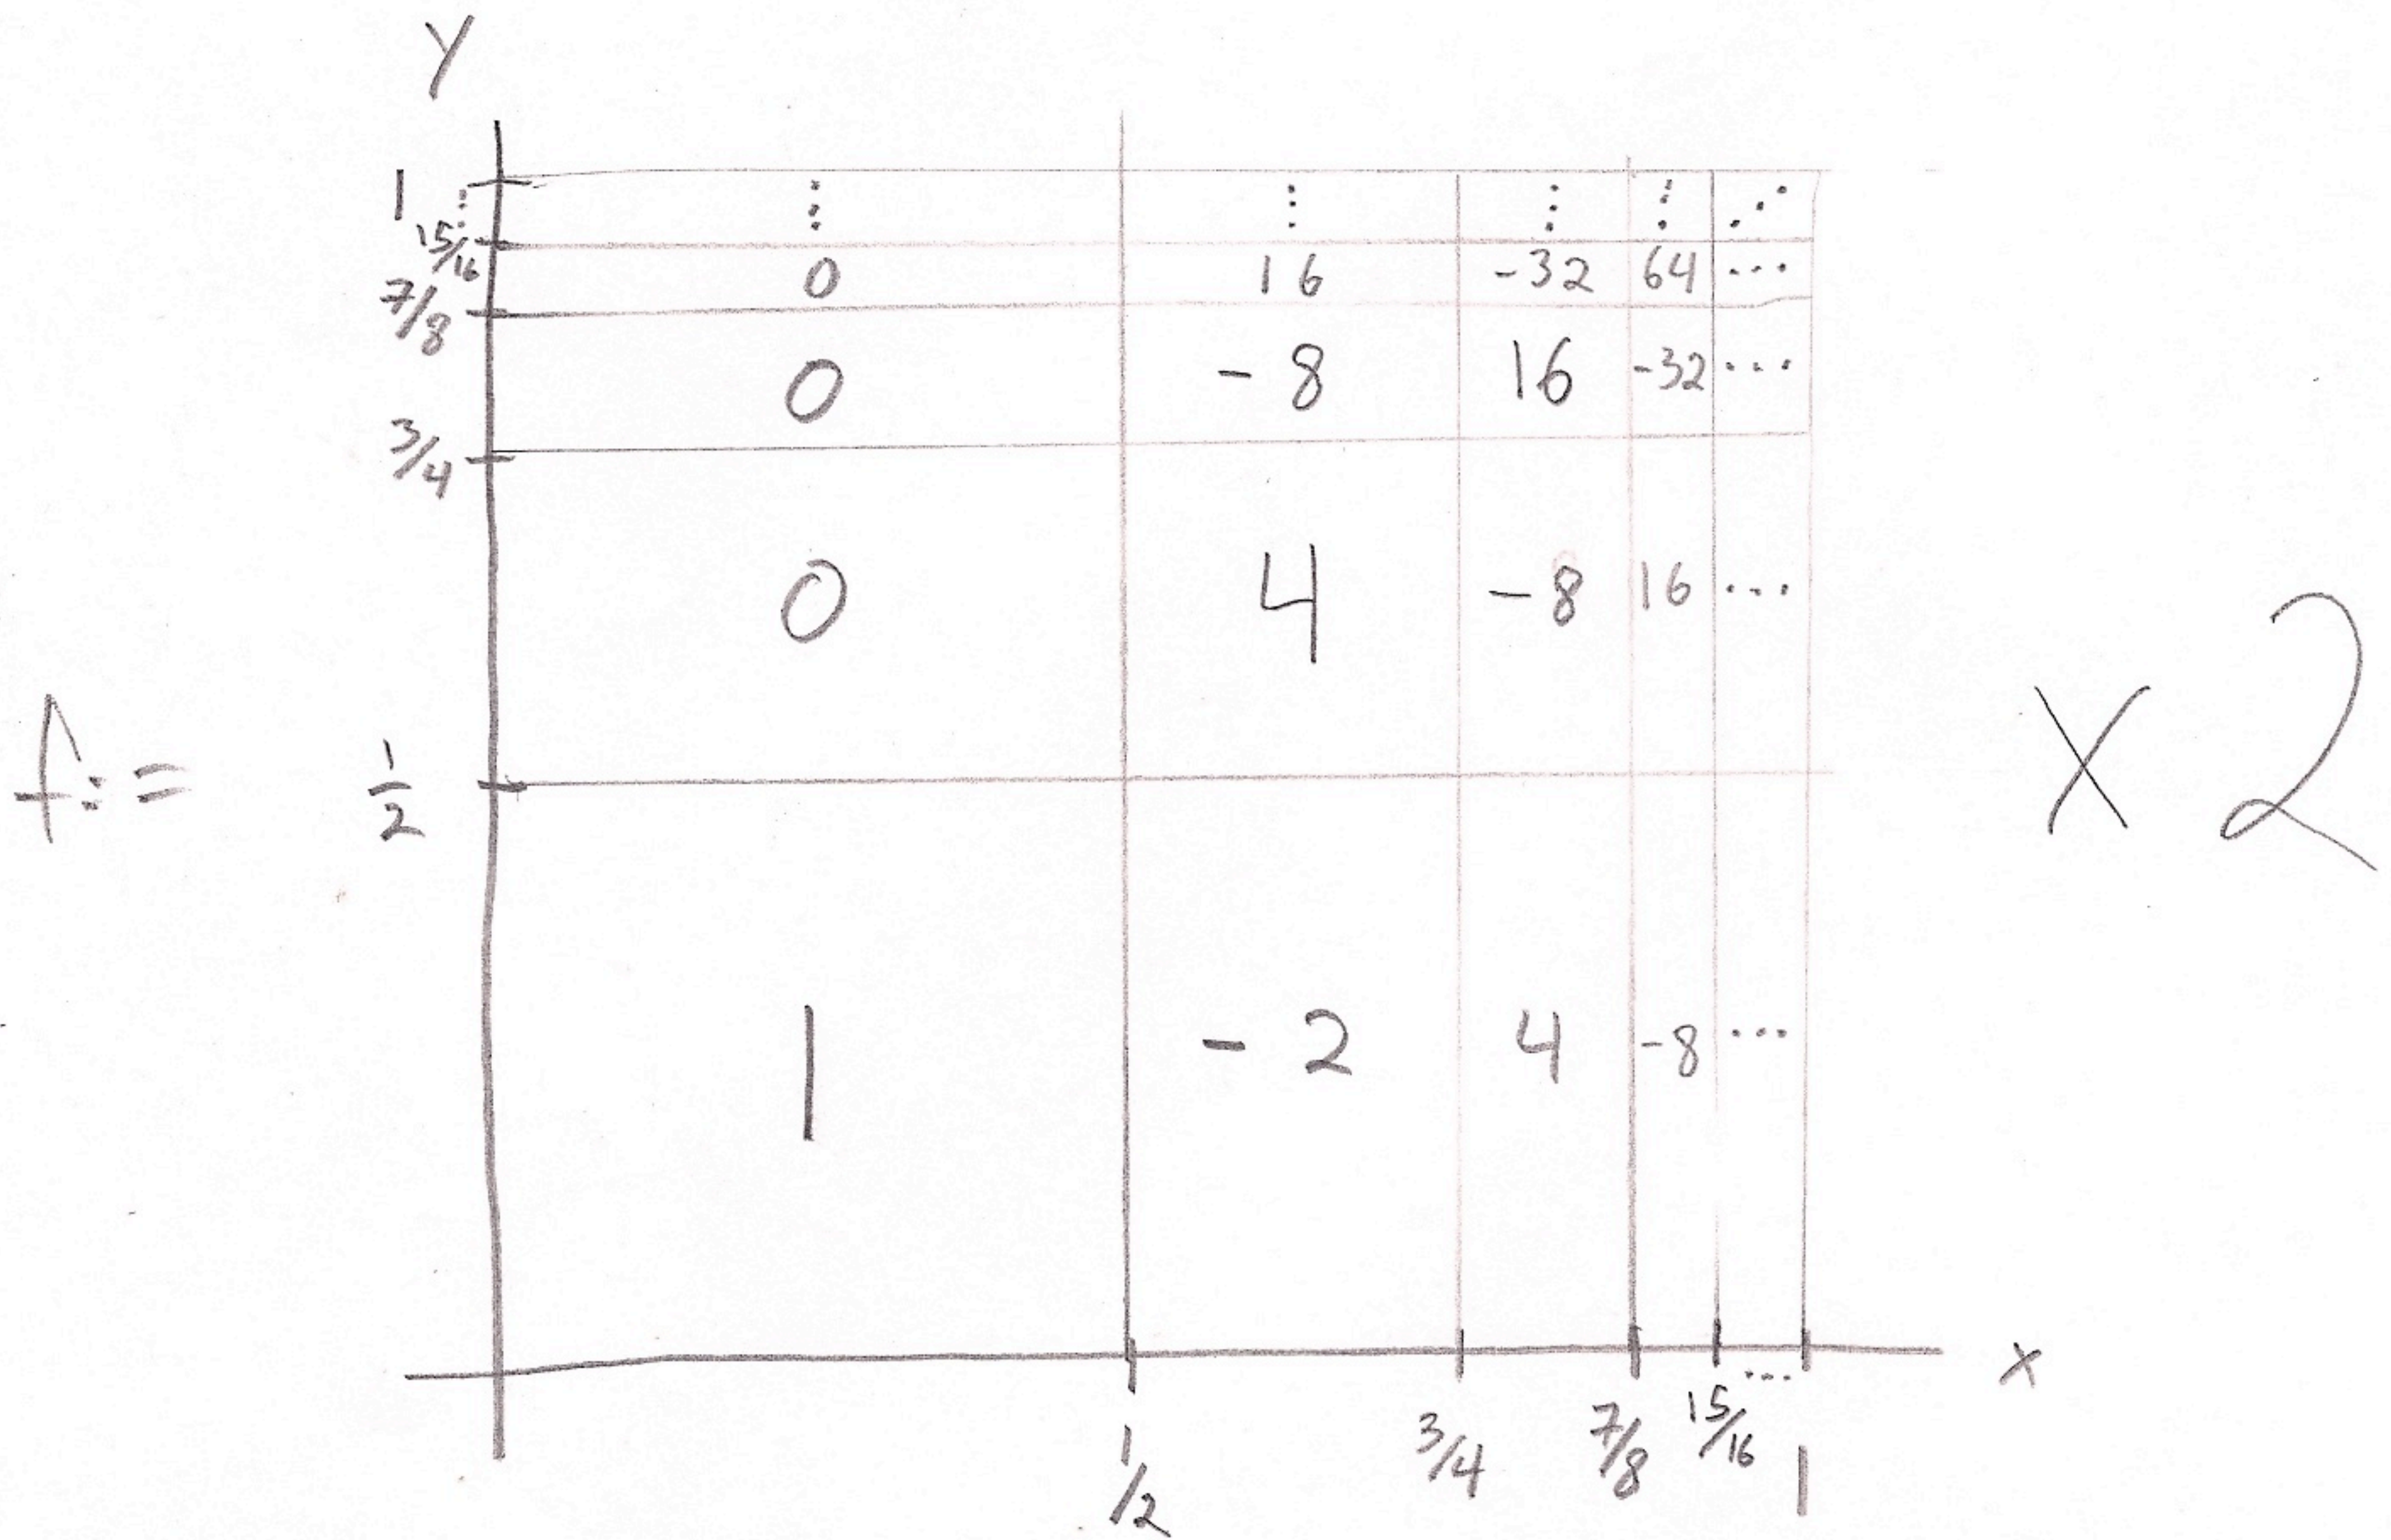 Y
1 ⋮ ⋮ ⋮ ⋮ ⋮ ⋰
15/16
0 16 -32 64 ...
7/8
0 -8 16 -32 ...
3/4
0 4 -8 16 ...
f:= 1/2 × 2
1 -2 4 -8 ...
x
1/2 3/4 7/8 15/16 ... 1